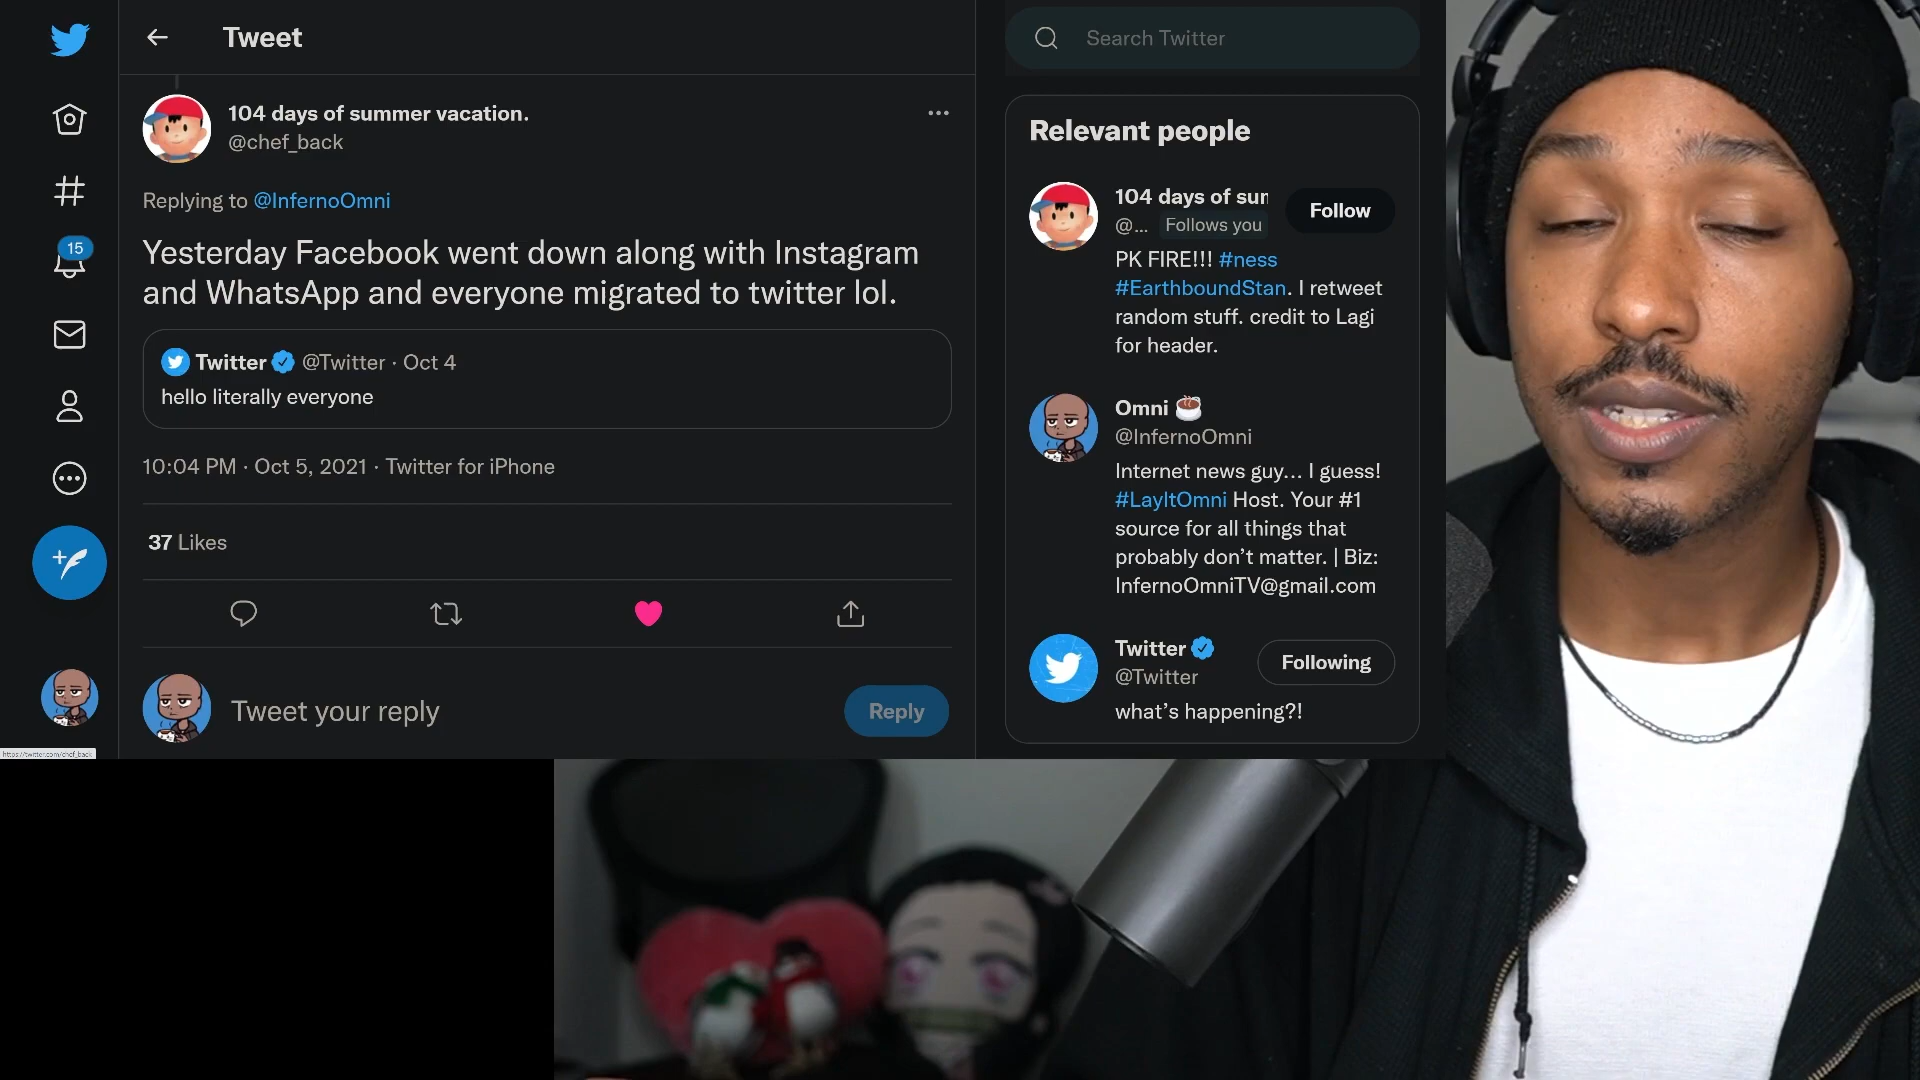 Tweet
Search Twitter
104 days of summer vacation.
@chef_back
Replying to @InfernoOmni
Yesterday Facebook went down along with Instagram
and WhatsApp and everyone migrated to twitter lol.
Twitter @Twitter · Oct 4
hello literally everyone
10:04 PM · Oct 5, 2021 · Twitter for iPhone
37 Likes
Tweet your reply
Reply
15
https://twitter.com/chef_back
Relevant people
104 days of sur
Follow
@... Follows you
PK FIRE!!! #ness
#EarthboundStan. I retweet
random stuff. credit to Lagi
for header.
Omni
@InfernoOmni
Internet news guy... I guess!
#LayItOmni Host. Your #1
source for all things that
probably don’t matter. | Biz:
InfernoOmniTV@gmail.com
Twitter
@Twitter
Following
what’s happening?!